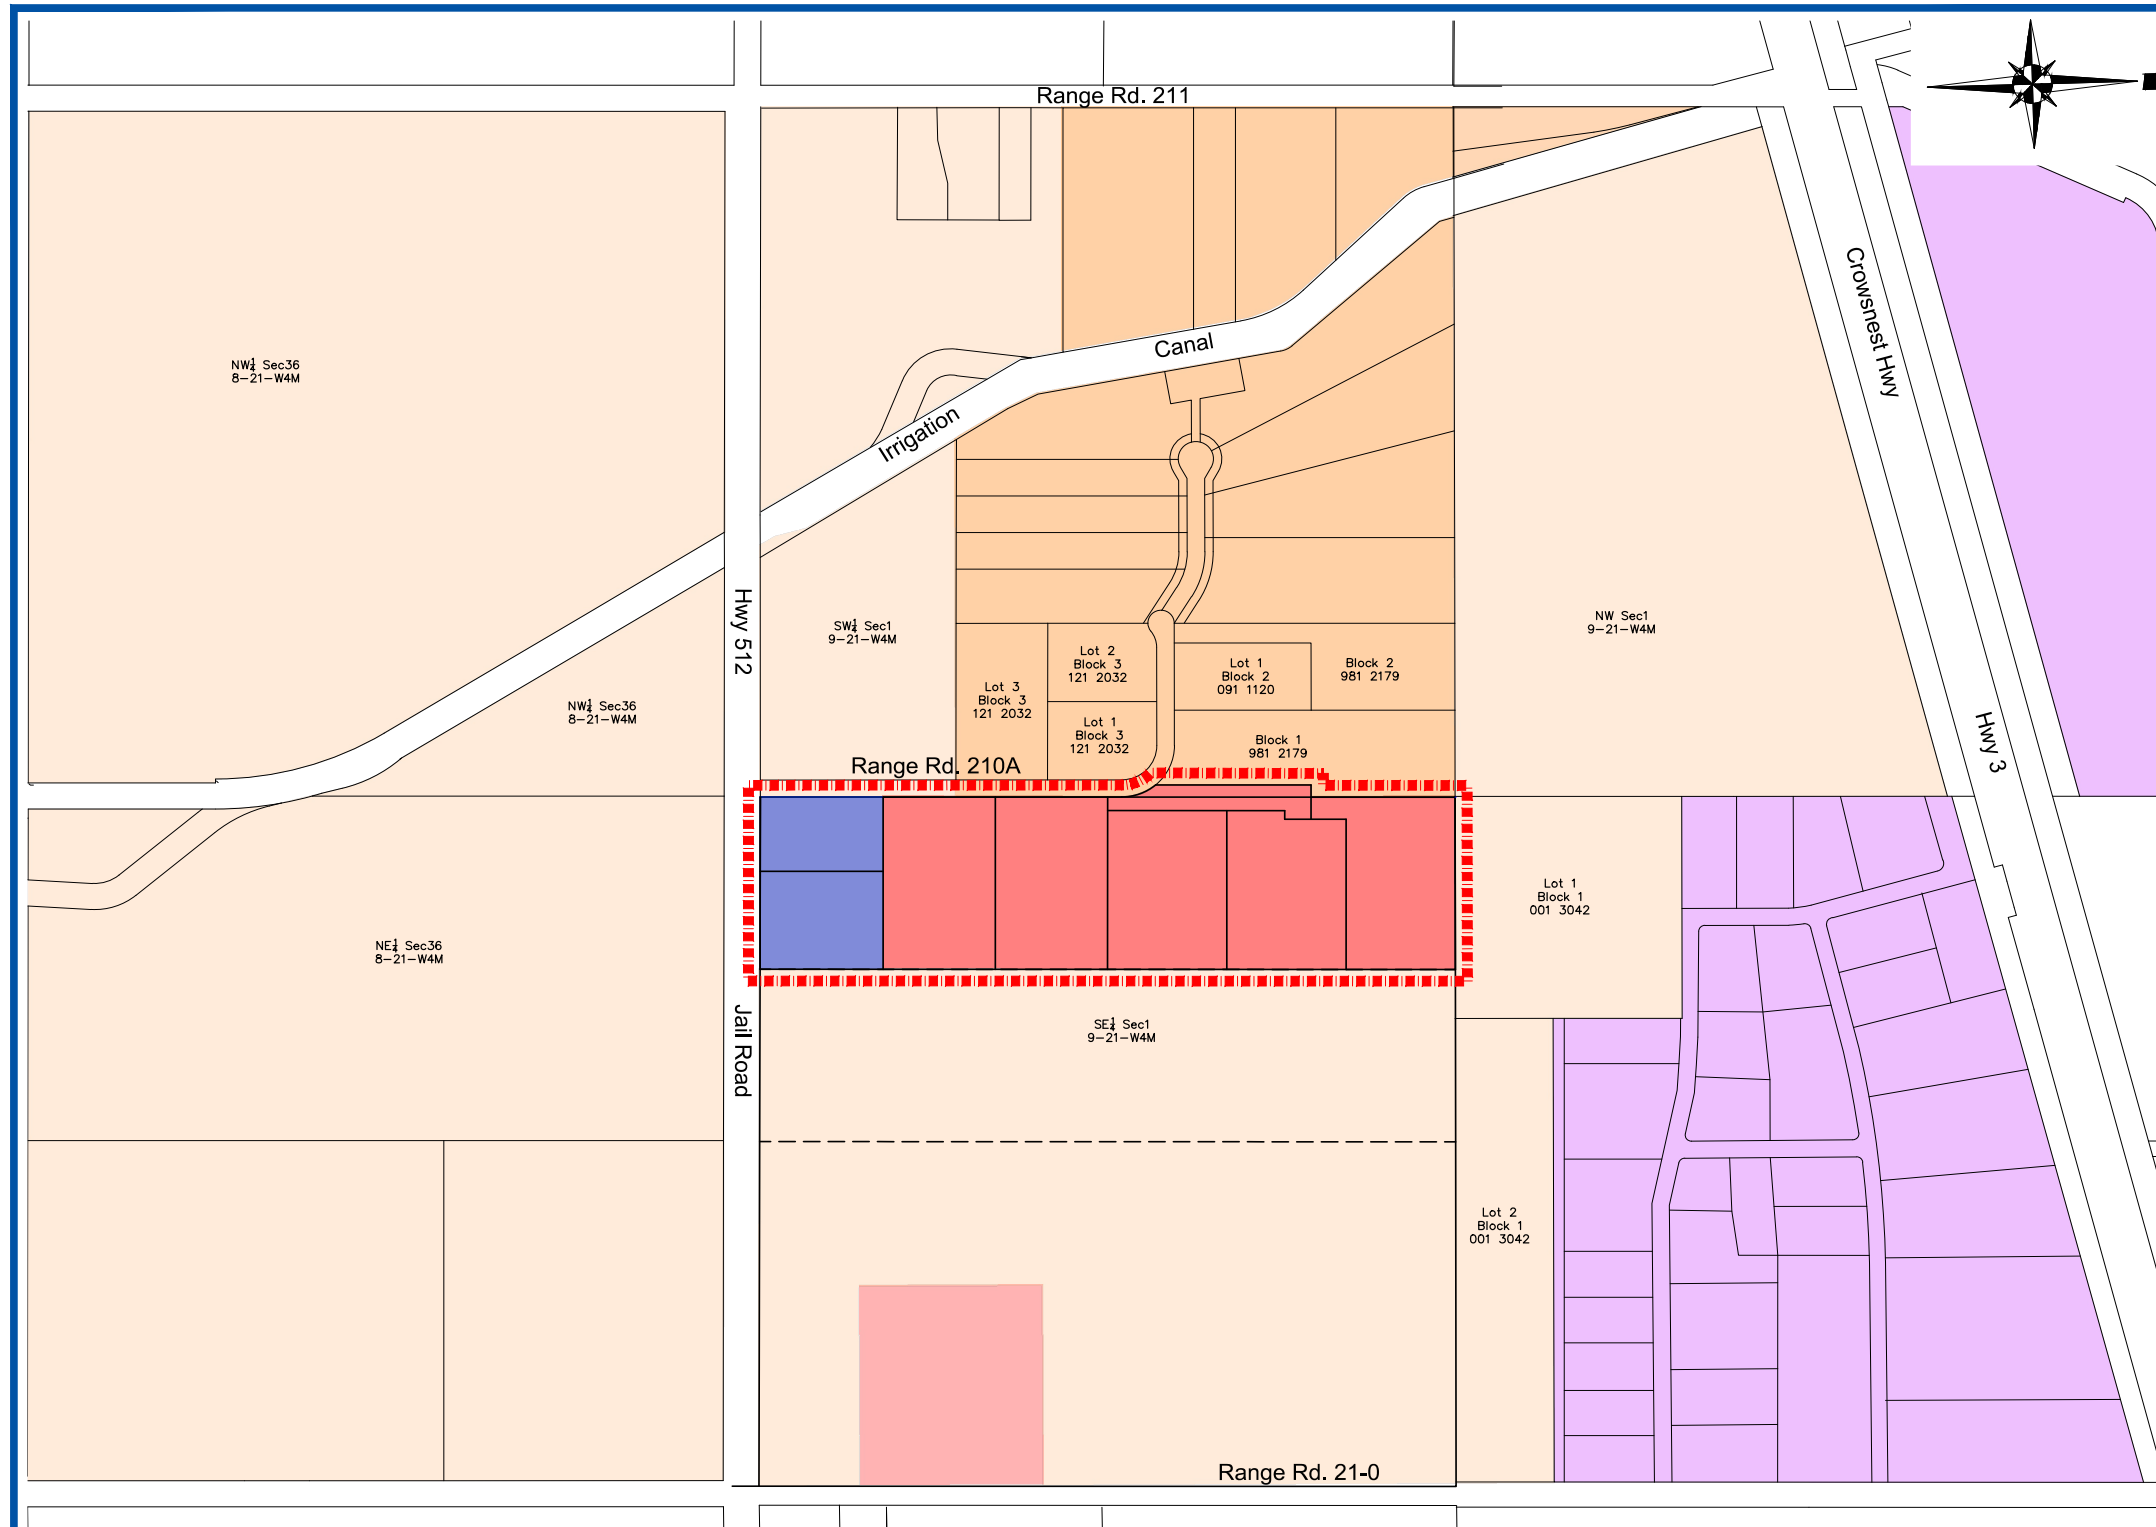 Range Rd. 211
Crowsnest Hwy
Canal
Irrigation
NW¼ Sec36
8-21-W4M
Hwy 512
SW¼ Sec1
9-21-W4M
NW Sec1
9-21-W4M
Lot 2
Block 3
121 2032
Lot 1
Block 2
091 1120
Block 2
981 2179
Lot 3
Block 3
121 2032
NW¼ Sec36
8-21-W4M
Lot 1
Block 3
121 2032
Block 1
981 2179
Hwy 3
Range Rd. 210A
Lot 1
Block 1
001 3042
NE¼ Sec36
8-21-W4M
Jail Road
SE¼ Sec1
9-21-W4M
Lot 2
Block 1
001 3042
Range Rd. 21-0